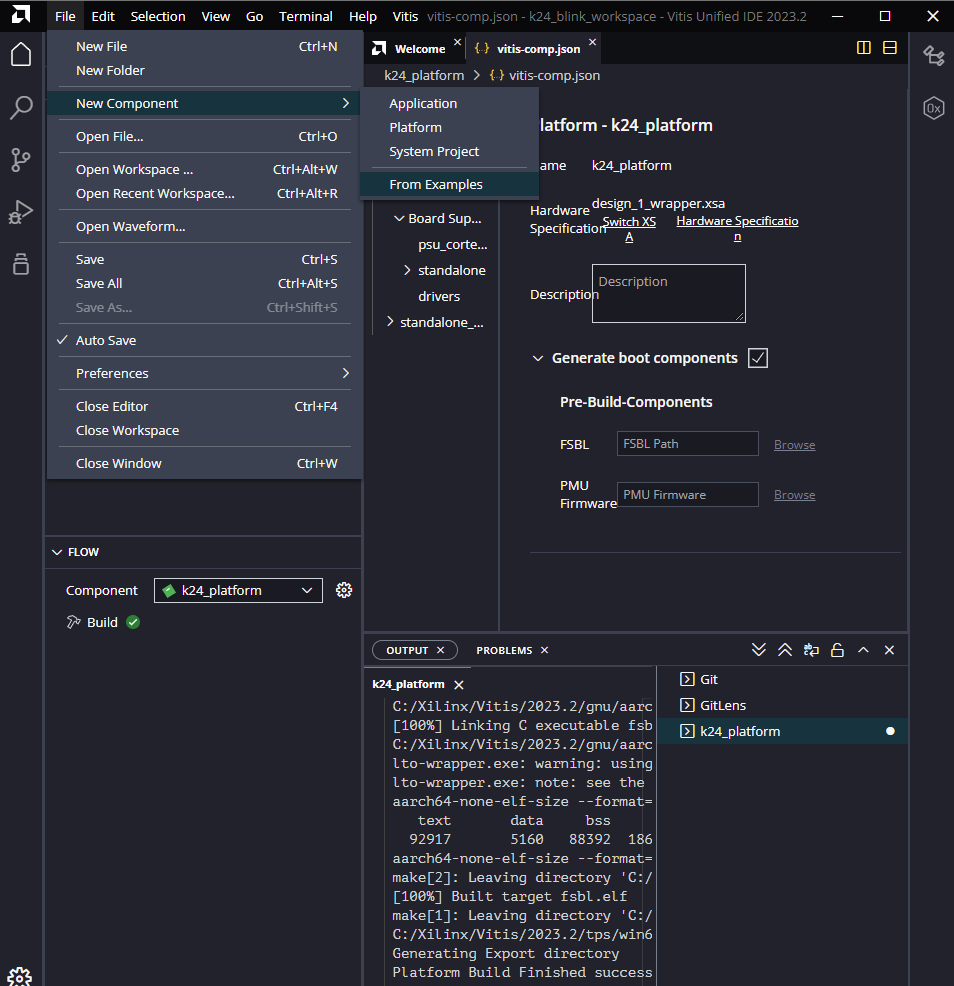 File Edit Selection View Go Terminal Help Vitis vitis-comp.json - k24_blink_workspace - Vitis Unified IDE 2023.2
New File Ctrl+N
New Folder
New Component
Open File... Ctrl+O
Open Workspace ... Ctrl+Alt+W
Open Recent Workspace... Ctrl+Alt+R
Open Waveform...
Save Ctrl+S
Save All Ctrl+Alt+S
Save As... Ctrl+Shift+S
Auto Save
Preferences
Close Editor Ctrl+F4
Close Workspace
Close Window Ctrl+W
Application
Platform
System Project
From Examples
Welcome
{} vitis-comp.json
k24_platform > {} vitis-comp.json
Board Sup...
psu_corte...
standalone
drivers
standalone_...
latform - k24_platform
ame k24_platform
Hardware
Specification
design_1_wrapper.xsa
Switch XS
A
Hardware Specificatio
n
Description
Description
Generate boot components
Pre-Build-Components
FSBL FSBL Path Browse
PMU
Firmware
PMU Firmware Browse
FLOW
Component k24_platform
Build
OUTPUT
PROBLEMS
k24_platform
C:/Xilinx/Vitis/2023.2/gnu/aarc
[100%] Linking C executable fsb
C:/Xilinx/Vitis/2023.2/gnu/aarc
lto-wrapper.exe: warning: using
lto-wrapper.exe: note: see the
aarch64-none-elf-size --format=
text data bss
92917 5160 88392 186
aarch64-none-elf-size --format=
make[2]: Leaving directory 'C:/
[100%] Built target fsbl.elf
make[1]: Leaving directory 'C:/
C:/Xilinx/Vitis/2023.2/tps/win6
Generating Export directory
Platform Build Finished success
Git
GitLens
k24_platform
0x